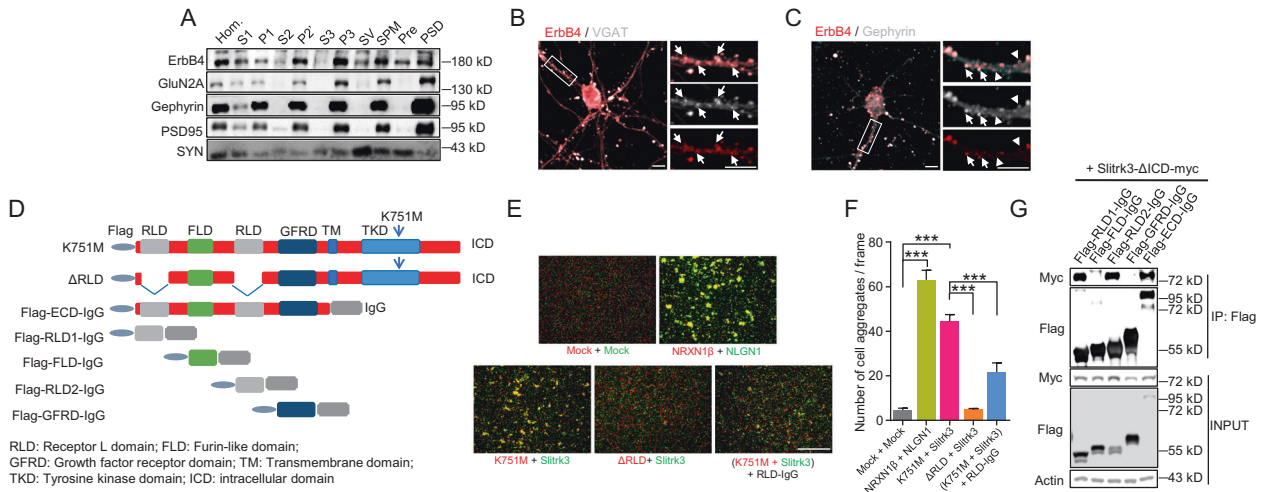 A
Hom. S1 P1 S2 P2' S3 P3 SV SPM Pre PSD
ErbB4 –180 kD
GluN2A –130 kD
Gephyrin –95 kD
PSD95 –95 kD
SYN –43 kD
B
ErbB4 / VGAT
C
ErbB4 / Gephyrin
D
K751M
Flag RLD FLD RLD GFRD TM TKD
K751M ICD
ΔRLD ICD
Flag-ECD-IgG IgG
Flag-RLD1-IgG
Flag-FLD-IgG
Flag-RLD2-IgG
Flag-GFRD-IgG
RLD: Receptor L domain; FLD: Furin-like domain;
GFRD: Growth factor receptor domain; TM: Transmembrane domain;
TKD: Tyrosine kinase domain; ICD: intracellular domain
E
Mock + Mock
NRXN1β + NLGN1
K751M + Slitrk3
ΔRLD+ Slitrk3
(K751M + Slitrk3)
+ RLD-IgG
F
Number of cell aggregates / frame
80
60
40
20
0
***
***
***
***
Mock + Mock
NRXN1β + NLGN1
K751M + Slitrk3
ΔRLD + Slitrk3
(K751M + Slitrk3)
+ RLD-IgG
G
+ Slitrk3-ΔICD-myc
Flag-RLD1-IgG
Flag-FLD-IgG
Flag-RLD2-IgG
Flag-GFRD-IgG
Flag-ECD-IgG
Myc –72 kD
–95 kD
–72 kD
Flag
–55 kD
IP: Flag
Myc –72 kD
–95 kD
–72 kD
Flag
–55 kD
INPUT
Actin –43 kD